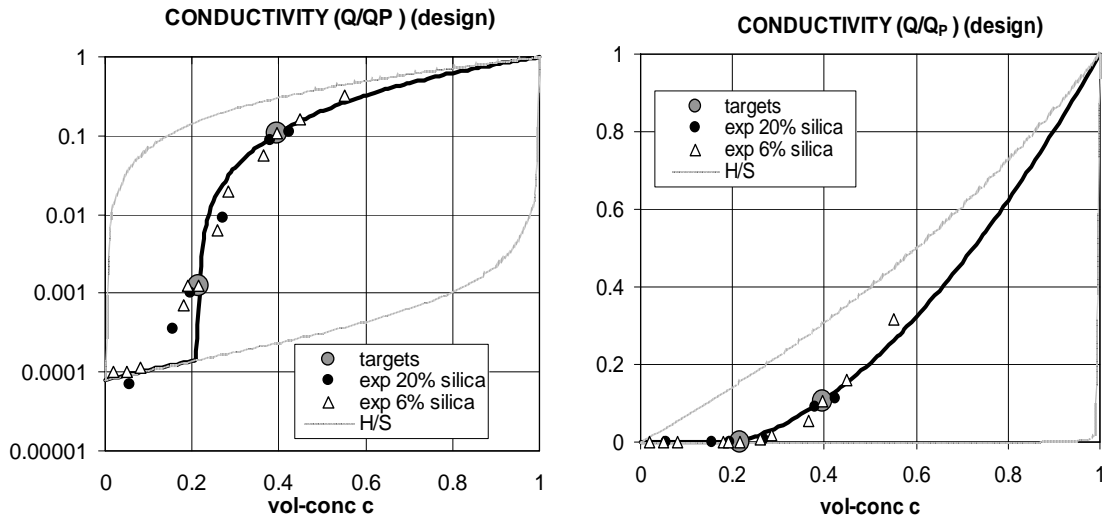 CONDUCTIVITY (Q/QP) (design)
1
0.1
0.01
0.001
0.0001
0.00001
0 0.2 0.4 0.6 0.8 1
vol-conc c
targets
exp 20% silica
exp 6% silica
H/S
CONDUCTIVITY (Q/QP ) (design)
1
0.8
0.6
0.4
0.2
0
0 0.2 0.4 0.6 0.8 1
vol-conc c
targets
exp 20% silica
exp 6% silica
H/S